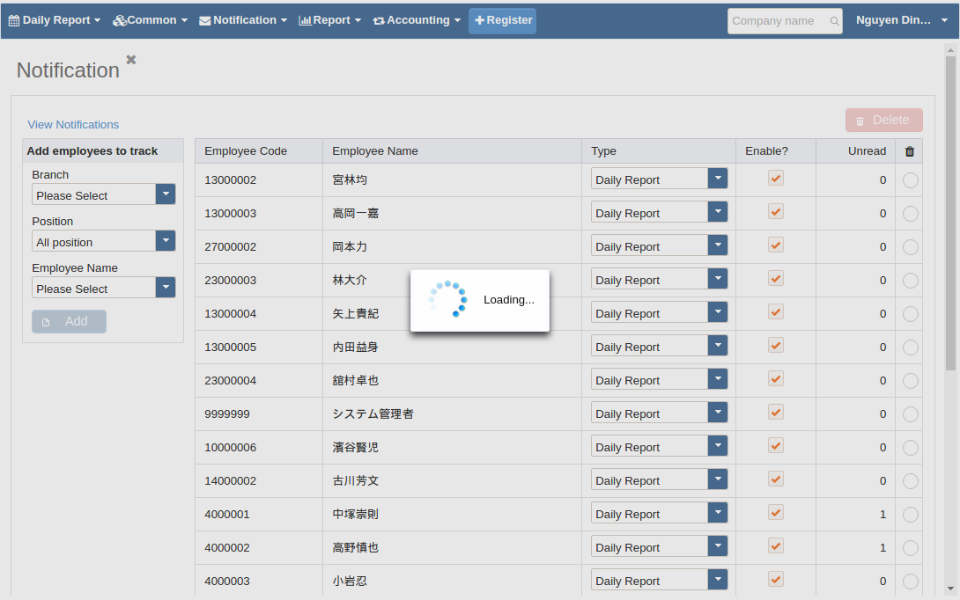 Daily Report Common Notification Report Accounting Register Company name Nguyen Din...
Notification
View Notifications
Delete
Add employees to track
Branch
Please Select
Position
All position
Employee Name
Please Select
Add
Employee Code Employee Name Type Enable? Unread
13000002 宮林均 Daily Report 0
13000003 高岡一嘉 Daily Report 0
27000002 岡本力 Daily Report 0
23000003 林大介 Daily Report 0
13000004 矢上貴紀 Daily Report 0
13000005 内田益身 Daily Report 0
23000004 舘村卓也 Daily Report 0
9999999 システム管理者 Daily Report 0
10000006 濱谷賢児 Daily Report 0
14000002 古川芳文 Daily Report 0
4000001 中塚崇則 Daily Report 1
4000002 高野慎也 Daily Report 1
4000003 小岩忍 Daily Report 0
Loading...